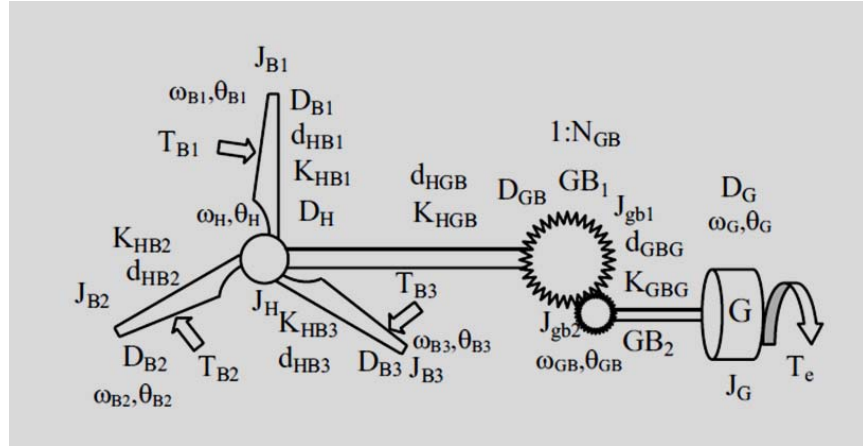 J_B1
ω_B1,θ_B1
D_B1
T_B1
d_HB1
K_HB1
ω_H,θ_H
D_H
K_HB2
d_HB2
J_B2
D_B2
T_B2
ω_B2,θ_B2
J_H
K_HB3
d_HB3
T_B3
ω_B3,θ_B3
D_B3
J_B3
d_HGB
K_HGB
1:N_GB
D_GB
GB_1
J_gb1
d_GBG
K_GBG
J_gb2
GB_2
ω_GB,θ_GB
D_G
ω_G,θ_G
G
J_G
T_e